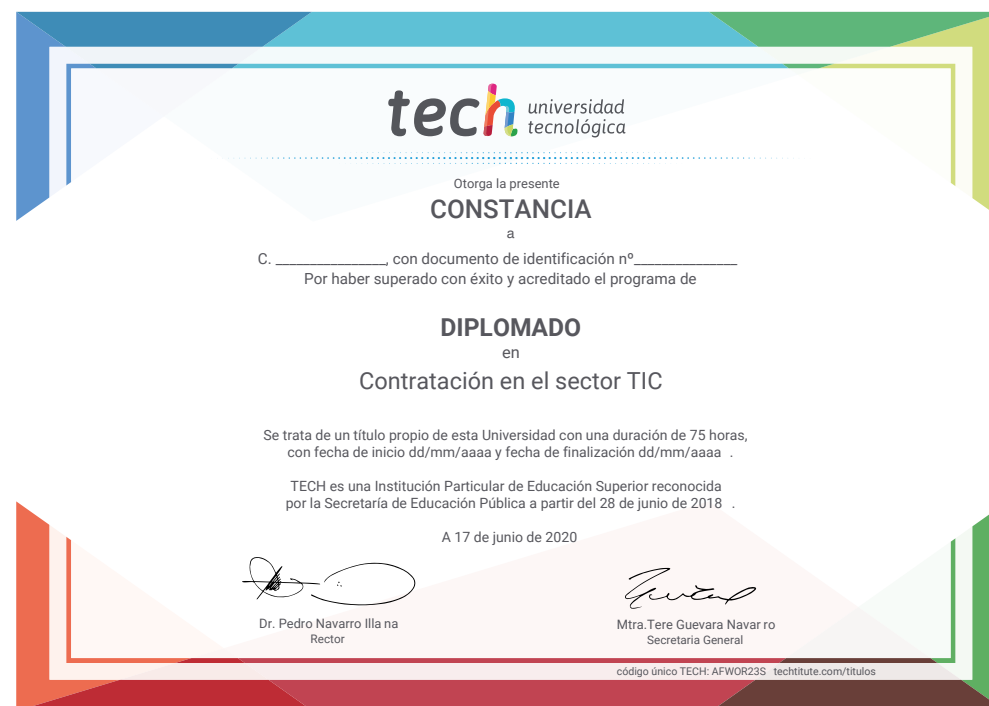 tech universidad
tecnológica
Otorga la presente
CONSTANCIA
a
C. ________________, con documento de identificación nº_______________
Por haber superado con éxito y acreditado el programa de
DIPLOMADO
en
Contratación en el sector TIC
Se trata de un título propio de esta Universidad con una duración de 75 horas,
con fecha de inicio dd/mm/aaaa y fecha de finalización dd/mm/aaaa .
TECH es una Institución Particular de Educación Superior reconocida
por la Secretaría de Educación Pública a partir del 28 de junio de 2018 .
A 17 de junio de 2020
Dr. Pedro Navarro Illa na
Rector
Mtra.Tere Guevara Navar ro
Secretaria General
código único TECH: AFWOR23S techtitute.com/titulos